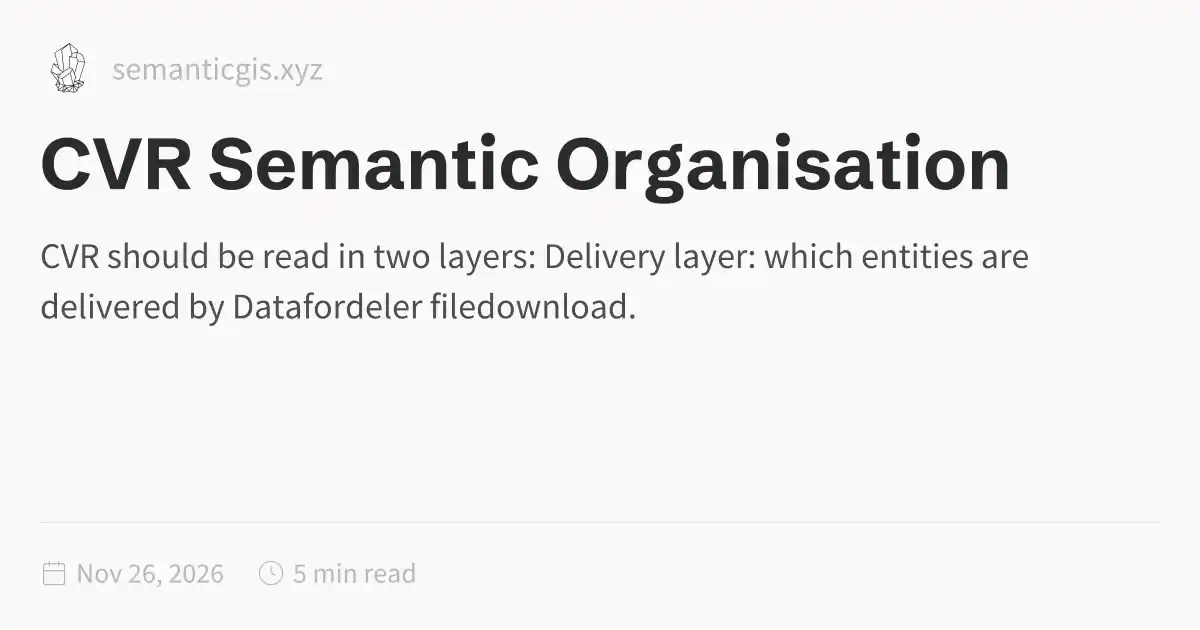 semanticgis.xyz
CVR Semantic Organisation
CVR should be read in two layers: Delivery layer: which entities are
delivered by Datafordeler filedownload.
Nov 26, 2026 5 min read